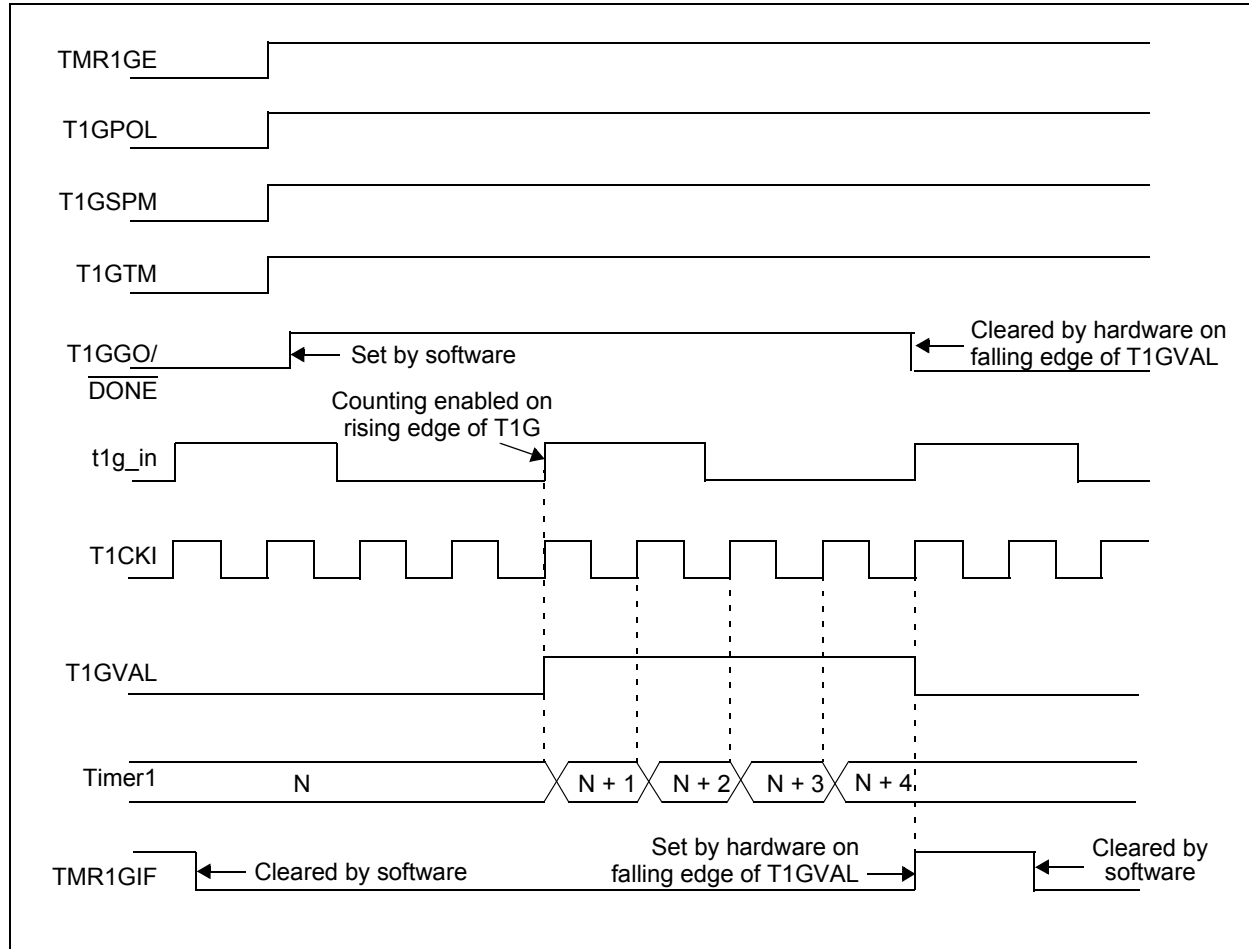 TMR1GE
T1GPOL
T1GSPM
T1GTM
T1GGO/
DONE
Set by software
Cleared by hardware on
falling edge of T1GVAL
Counting enabled on
rising edge of T1G
t1g_in
T1CKI
T1GVAL
Timer1
N
N + 1
N + 2
N + 3
N + 4
TMR1GIF
Cleared by software
Set by hardware on
falling edge of T1GVAL
Cleared by
software